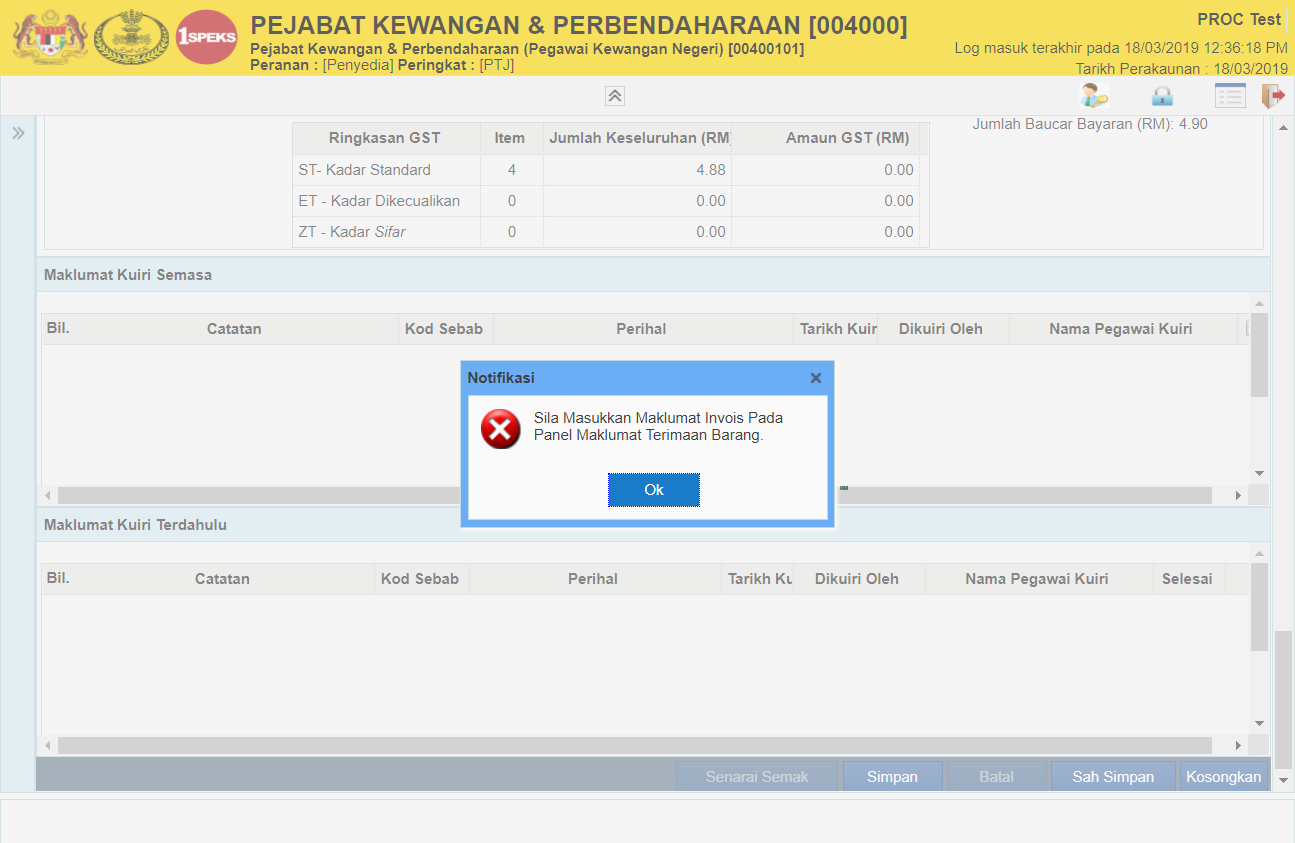 1SPEKS
PEJABAT KEWANGAN & PERBENDAHARAAN [004000]
Pejabat Kewangan & Perbendaharaan (Pegawai Kewangan Negeri) [00400101]
Peranan : [Penyedia] Peringkat : [PTJ]
PROC Test
Log masuk terakhir pada 18/03/2019 12:36:18 PM
Tarikh Perakaunan : 18/03/2019
Jumlah Baucar Bayaran (RM): 4.90
Ringkasan GST Item Jumlah Keseluruhan (RM) Amaun GST (RM)
ST- Kadar Standard 4 4.88 0.00
ET - Kadar Dikecualikan 0 0.00 0.00
ZT - Kadar Sifar 0 0.00 0.00
Maklumat Kuiri Semasa
Bil. Catatan Kod Sebab Perihal Tarikh Kuir Dikuiri Oleh Nama Pegawai Kuiri
Notifikasi
Sila Masukkan Maklumat Invois Pada
Panel Maklumat Terimaan Barang.
Ok
Maklumat Kuiri Terdahulu
Bil. Catatan Kod Sebab Perihal Tarikh Ku Dikuiri Oleh Nama Pegawai Kuiri Selesai
Senarai Semak Simpan Batal Sah Simpan Kosongkan